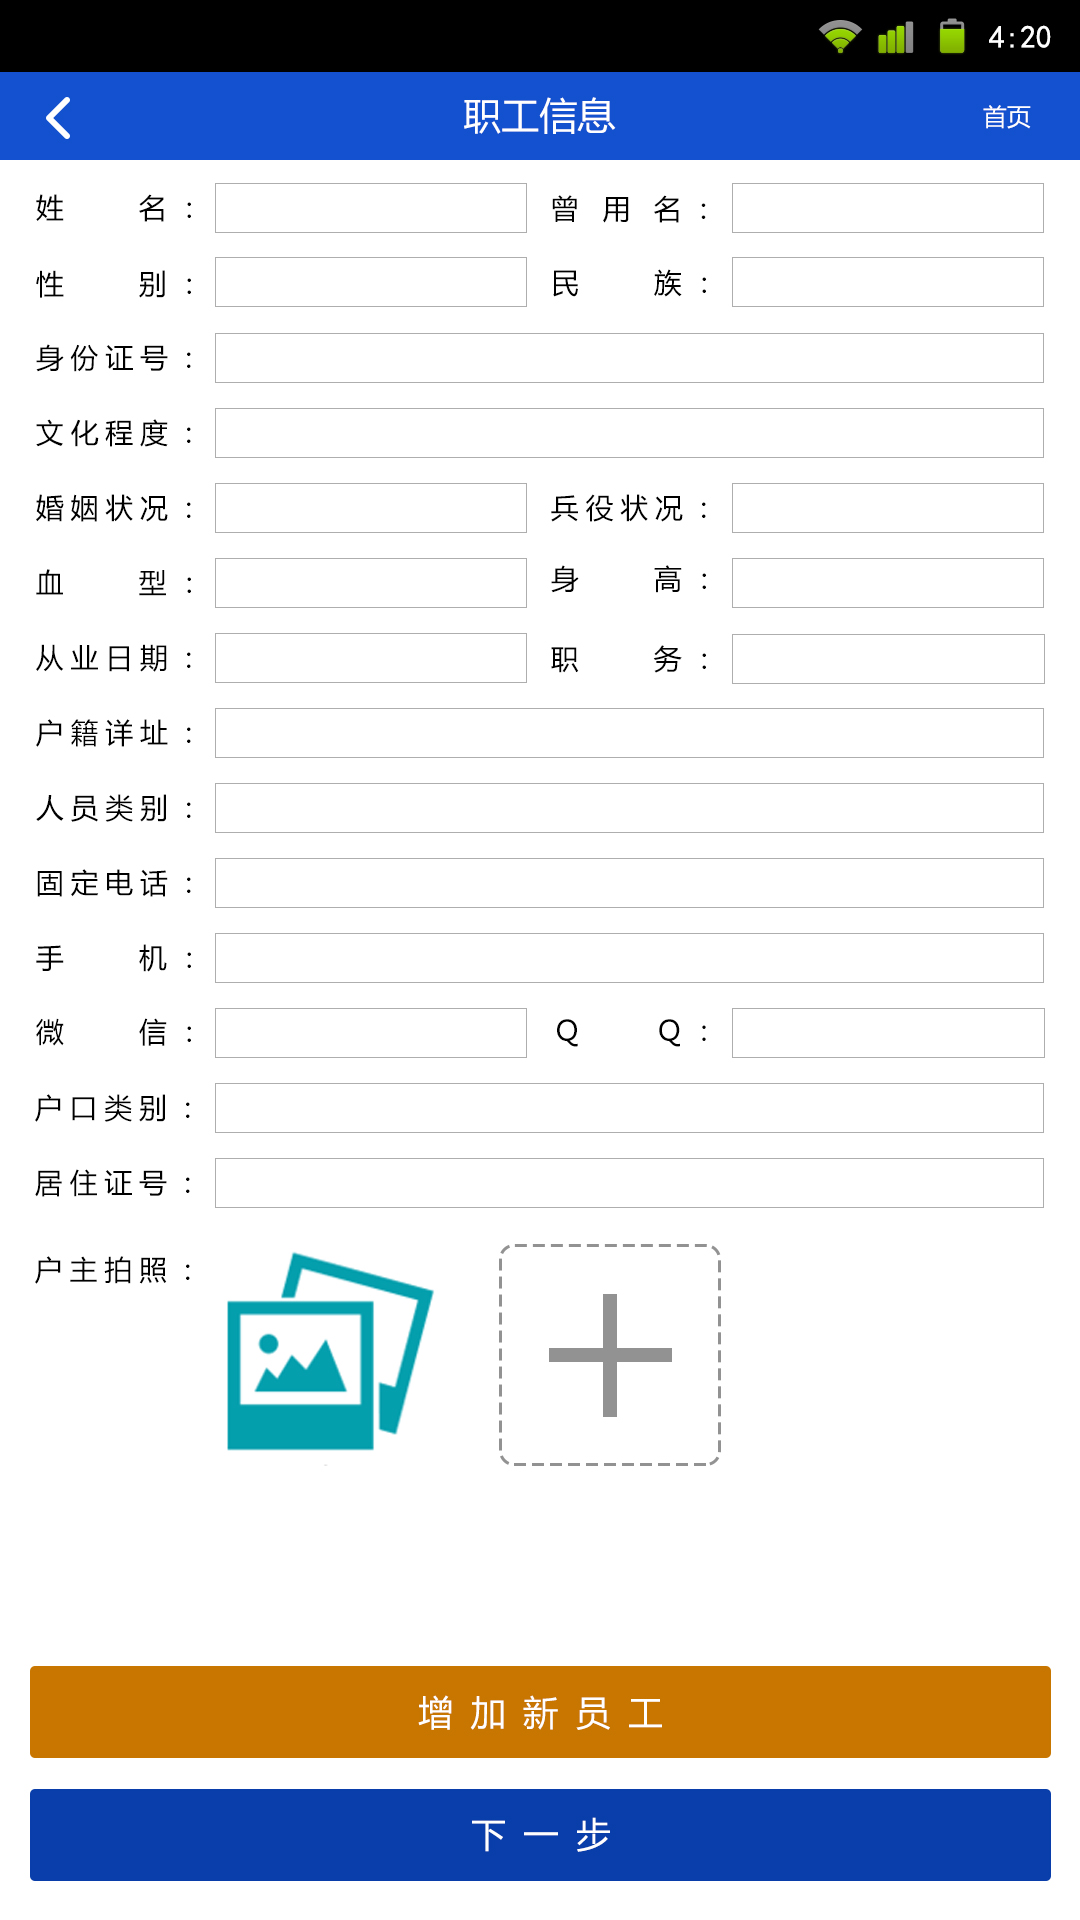 4:20
职工信息 首页
姓名： 曾用名：
性别： 民族：
身份证号：
文化程度：
婚姻状况： 兵役状况：
血型： 身高：
从业日期： 职务：
户籍详址：
人员类别：
固定电话：
手机：
微信： QQ：
户口类别：
居住证号：
户主拍照：
增加新员工
下一步